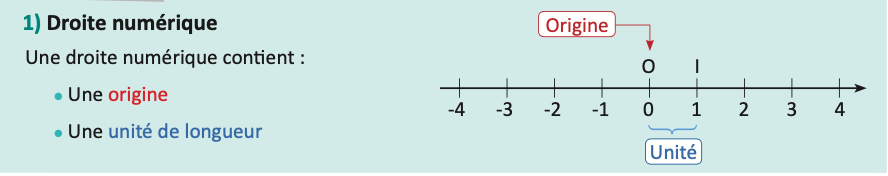 1) Droite numérique
Une droite numérique contient :
• Une origine
• Une unité de longueur
Origine
O I
-4 -3 -2 -1 0 1 2 3 4
Unité